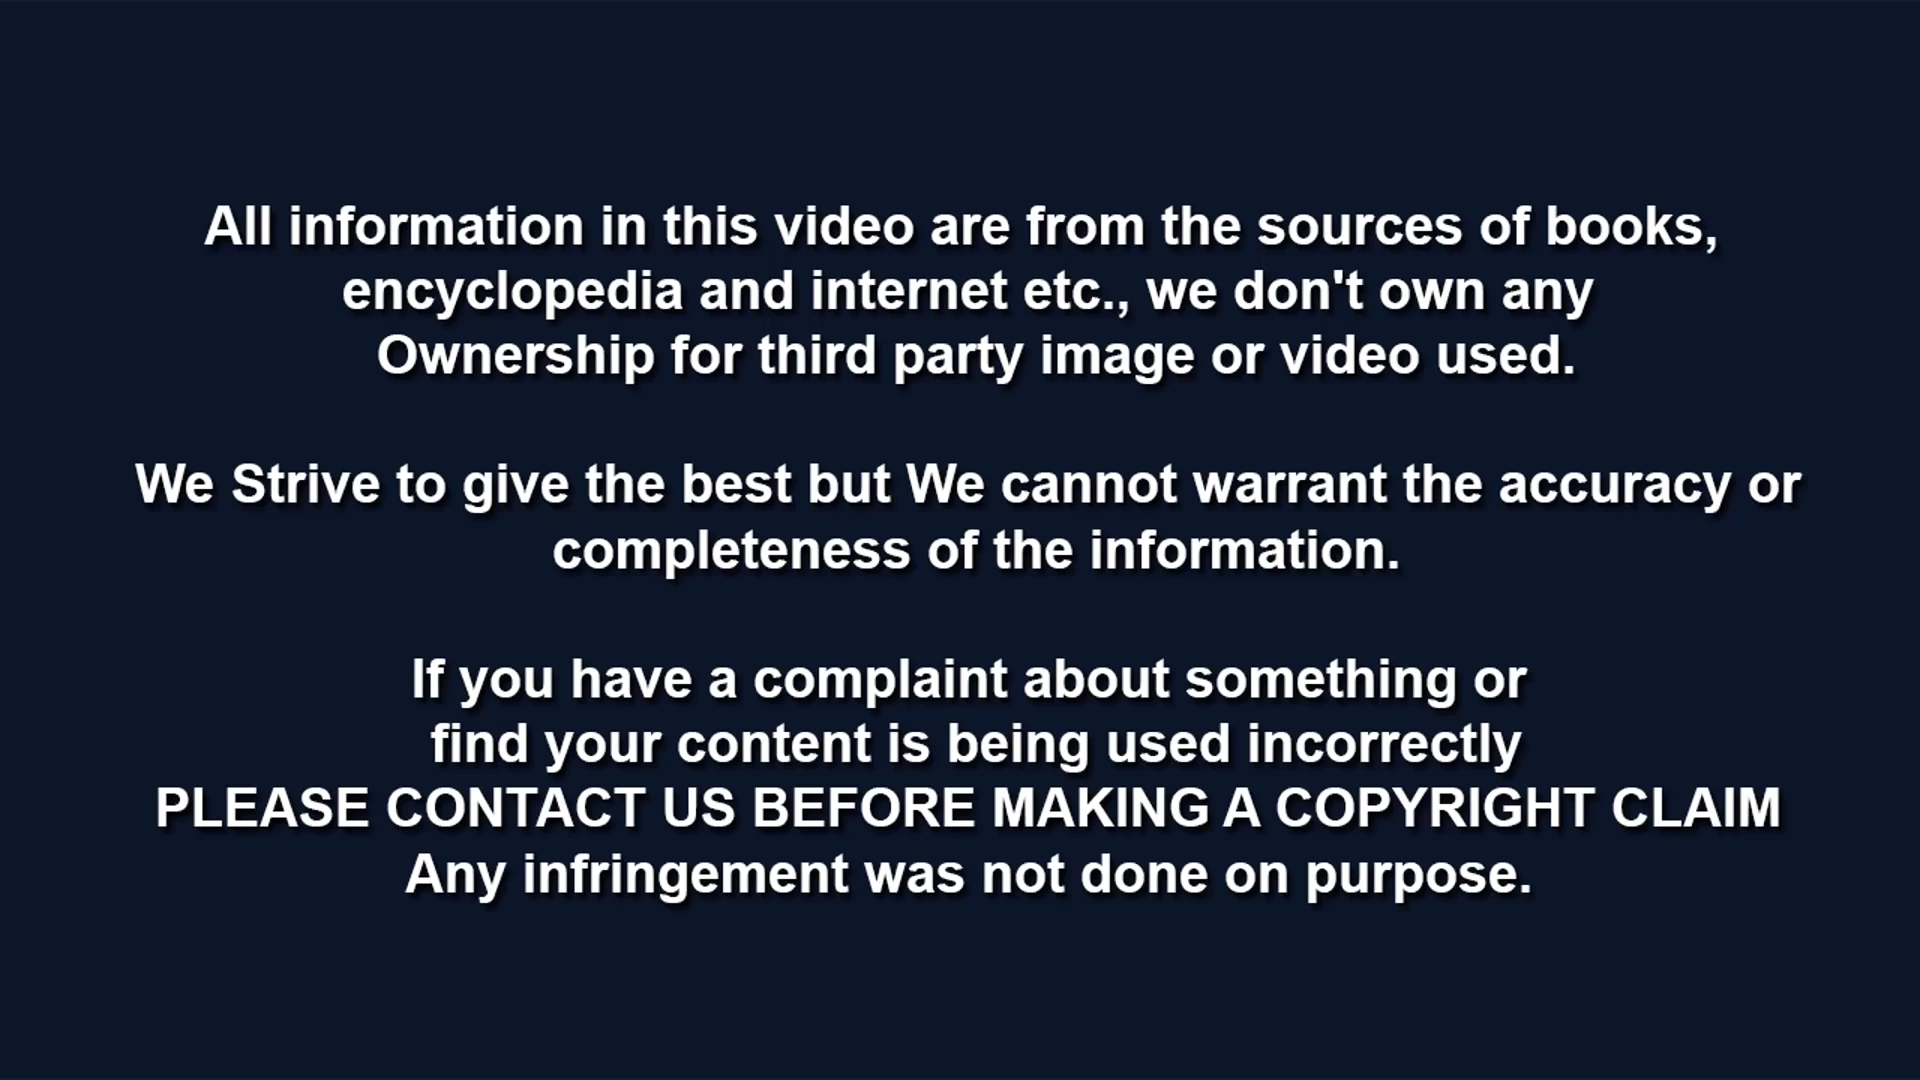 All information in this video are from the sources of books,
encyclopedia and internet etc., we don't own any
Ownership for third party image or video used.
We Strive to give the best but We cannot warrant the accuracy or
completeness of the information.
If you have a complaint about something or
find your content is being used incorrectly
PLEASE CONTACT US BEFORE MAKING A COPYRIGHT CLAIM
Any infringement was not done on purpose.